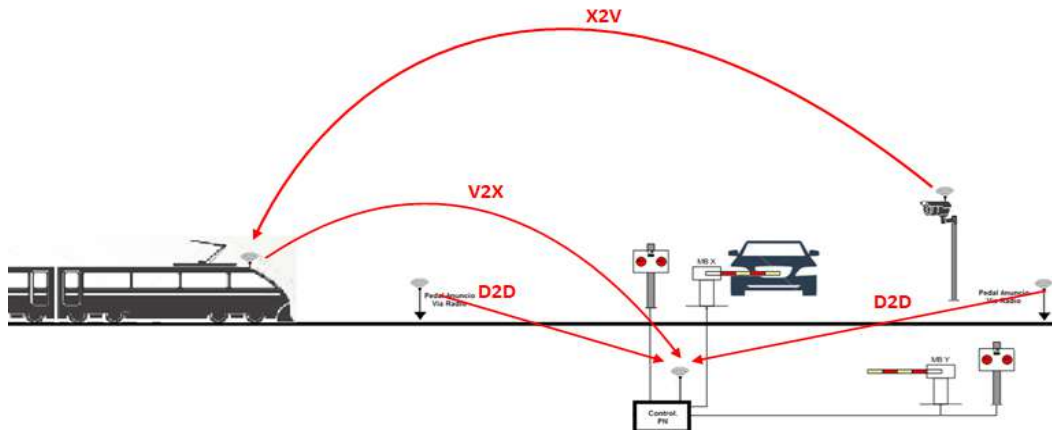 X2V
V2X
MB X
D2D
Pedal Anuncio
Vía Radio
D2D
Pedal Anuncio
Vía Radio
MB Y
Control.
PN